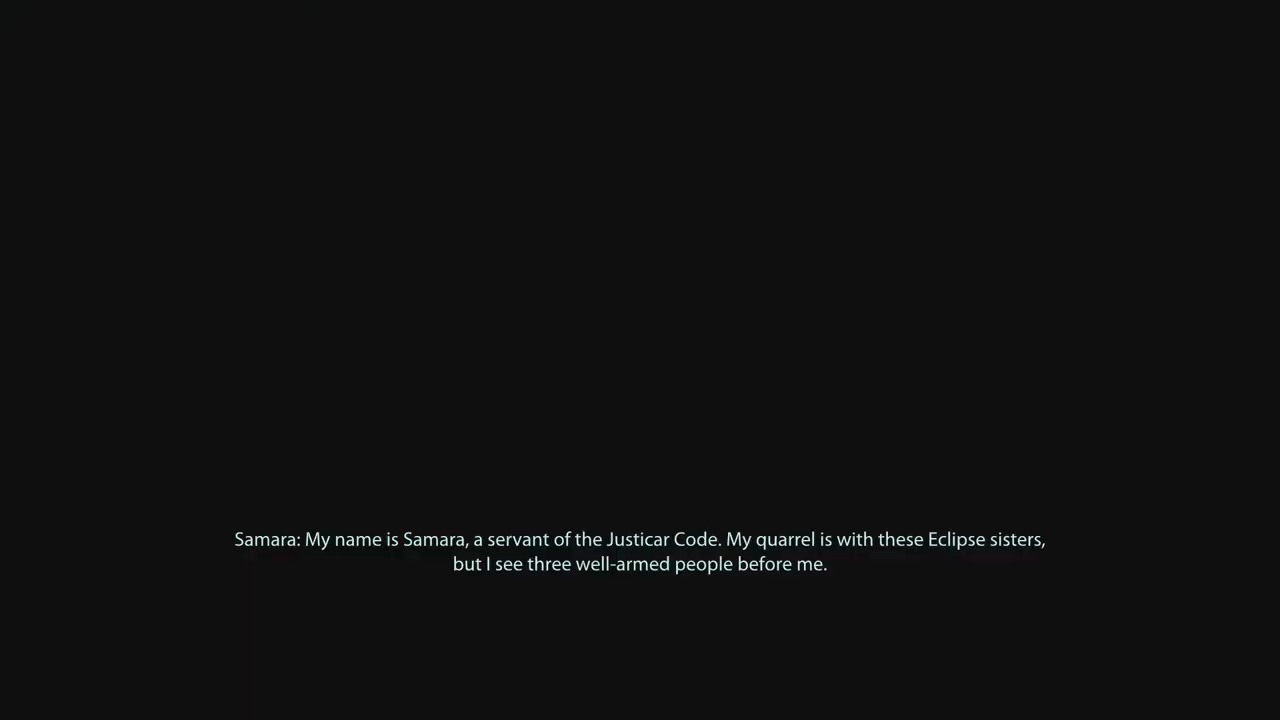 Samara: My name is Samara, a servant of the Justicar Code. My quarrel is with these Eclipse sisters,
but I see three well-armed people before me.